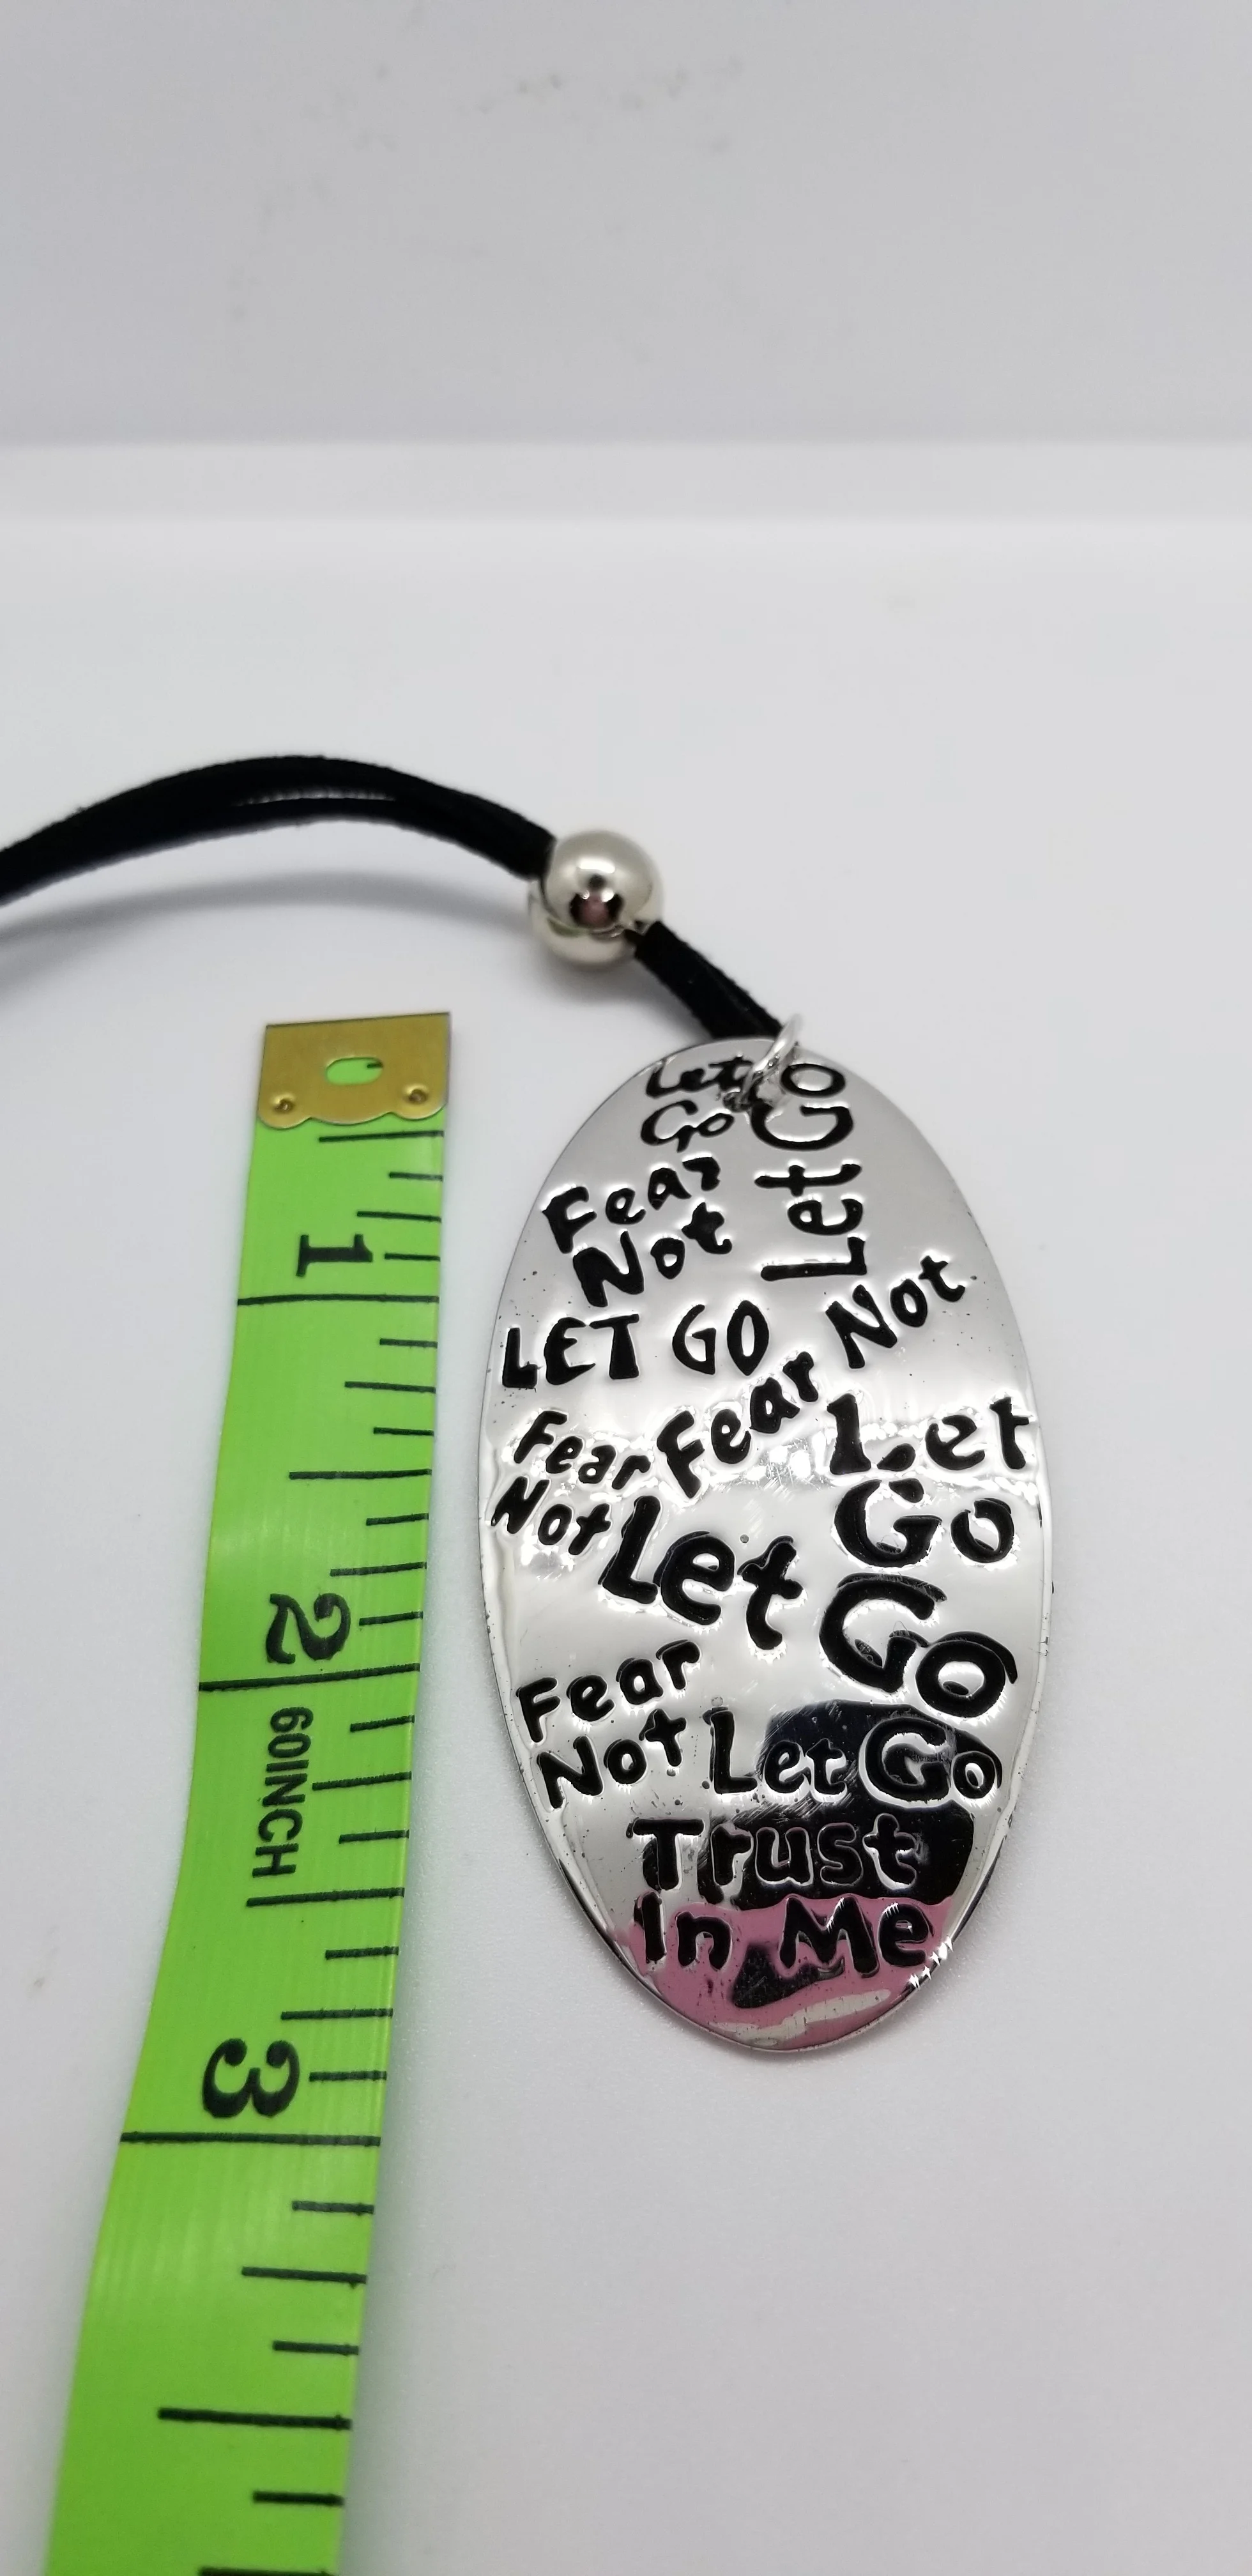 Let
Go
Let Go
Fear
Not
LET GO
Fear Not
Fear
Not
Let
Go
Let Go
Fear
Not
Let Go
Trust
In Me
1
2
60INCH
3